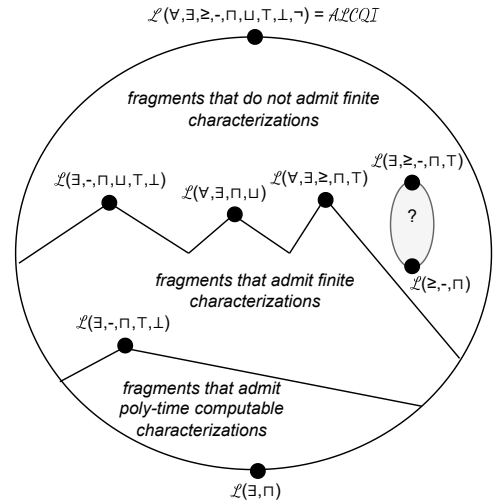 ℒ(∀,∃,≥,-,⊓,⊔,⊤,⊥,¬) = 𝒜ℒ𝒞𝒬ℐ
fragments that do not admit finite
characterizations
ℒ(∃,-,⊓,⊔,⊤,⊥)
ℒ(∀,∃,⊓,⊔)
ℒ(∀,∃,≥,⊓,⊤)
ℒ(∃,≥,-,⊓,⊤)
?
ℒ(≥,-,⊓)
fragments that admit finite
characterizations
ℒ(∃,-,⊓,⊤,⊥)
fragments that admit
poly-time computable
characterizations
ℒ(∃,⊓)